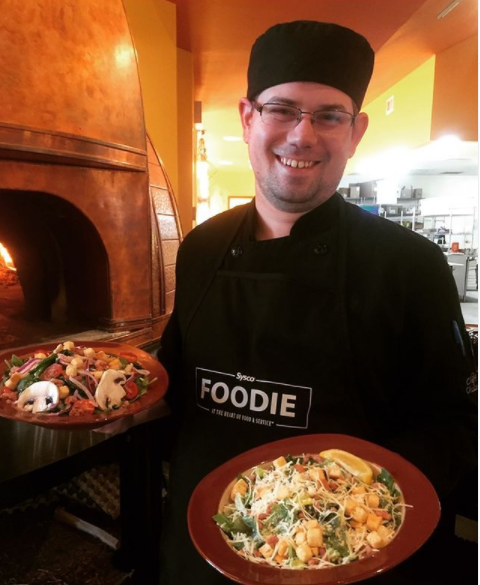 Sysco
FOODIE
AT THE HEART OF FOOD & SERVICE